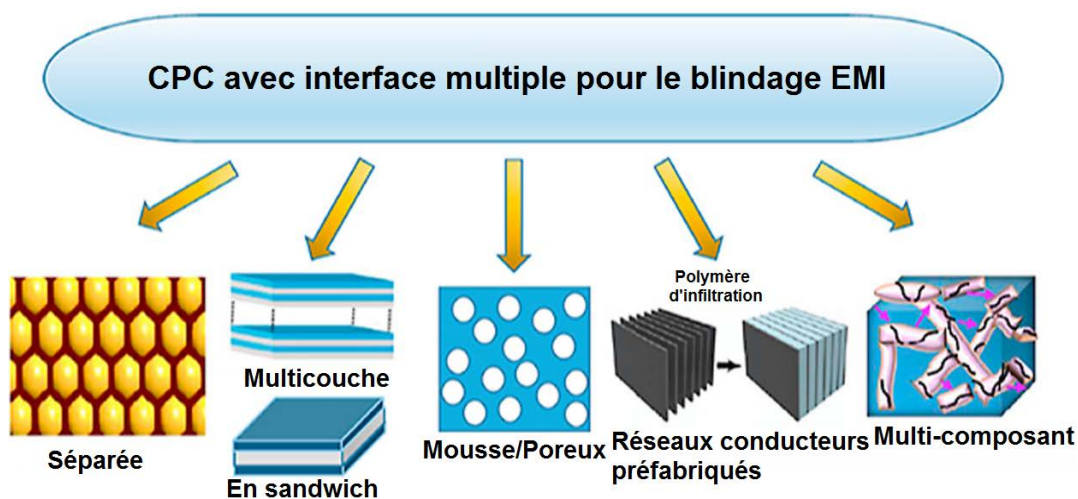 CPC avec interface multiple pour le blindage EMI
Séparée
Multicouche
En sandwich
Mousse/Poreux
Polymère
d'infiltration
Réseaux conducteurs
préfabriqués
Multi-composant